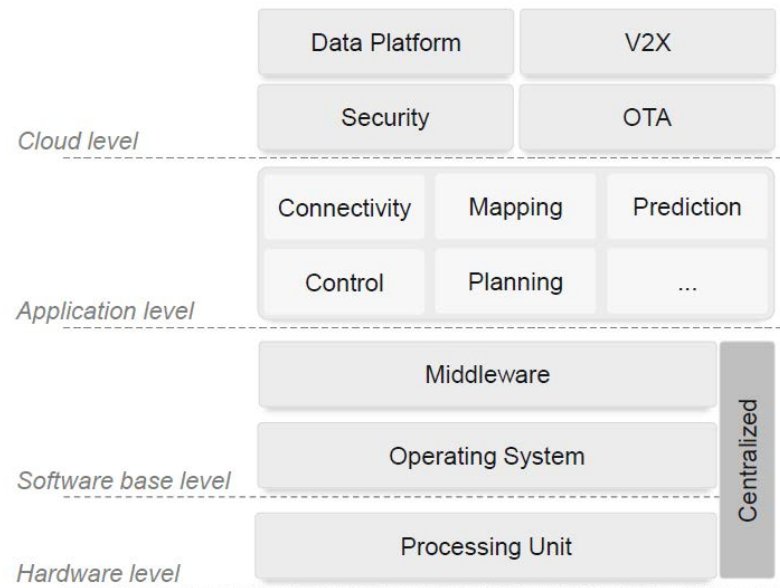 Data Platform
V2X
Security
OTA
Cloud level
Connectivity
Mapping
Prediction
Control
Planning
...
Application level
Middleware
Operating System
Software base level
Centralized
Processing Unit
Hardware level